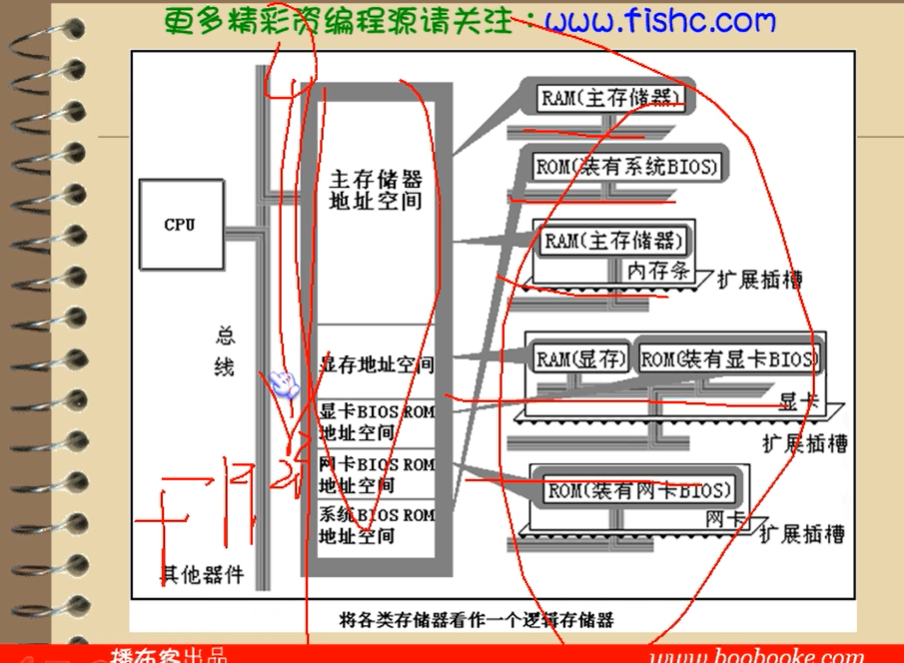 更多精彩资编程源请关注：www.fishc.com
CPU
总
线
其他器件
主存储器
地址空间
显存地址空间
显卡BIOS ROM
地址空间
网卡BIOS ROM
地址空间
系统BIOS ROM
地址空间
RAM(主存储器)
ROM(装有系统BIOS)
RAM(主存储器)
内存条
扩展插槽
RAM(显存)
ROM(装有显卡BIOS)
显卡
扩展插槽
ROM(装有网卡BIOS)
网卡
扩展插槽
将各类存储器看作一个逻辑存储器
播布客出品
www.boobooke.com